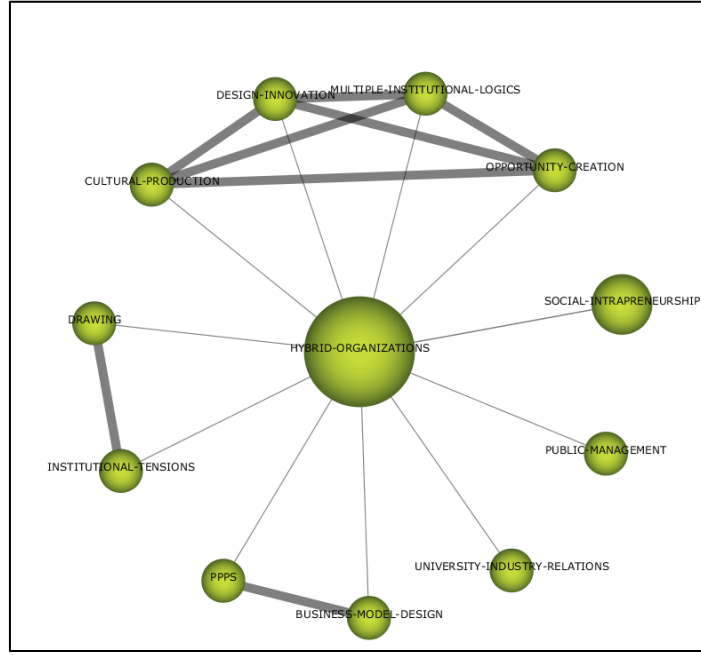 MULTIPLE-INSTITUTIONAL-LOGICS
DESIGN-INNOVATION
OPPORTUNITY-CREATION
CULTURAL-PRODUCTION
SOCIAL-INTRAPRENEURSHIP
DRAWING
HYBRID-ORGANIZATIONS
PUBLIC-MANAGEMENT
INSTITUTIONAL-TENSIONS
UNIVERSITY-INDUSTRY-RELATIONS
PPPS
BUSINESS-MODEL-DESIGN